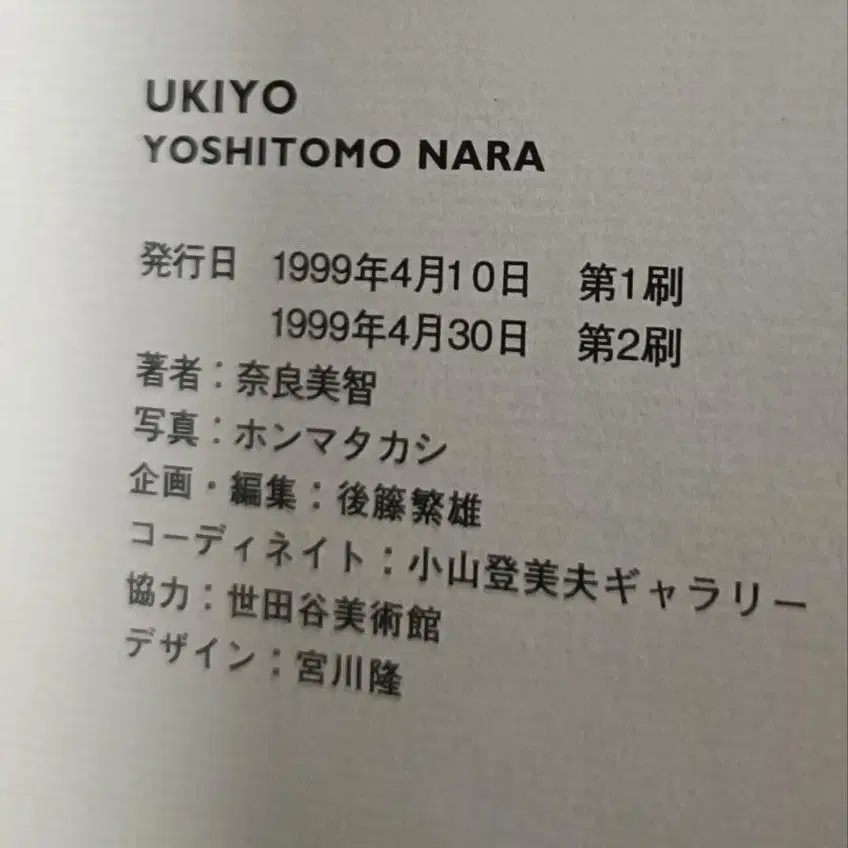 UKIYO
YOSHITOMO NARA
発行日 1999年4月10日 第1刷
1999年4月30日 第2刷
著者：奈良美智
写真：ホンマタカシ
企画・編集：後藤繁雄
コーディネイト：小山登美夫ギャラリー
協力：世田谷美術館
デザイン：宮川隆